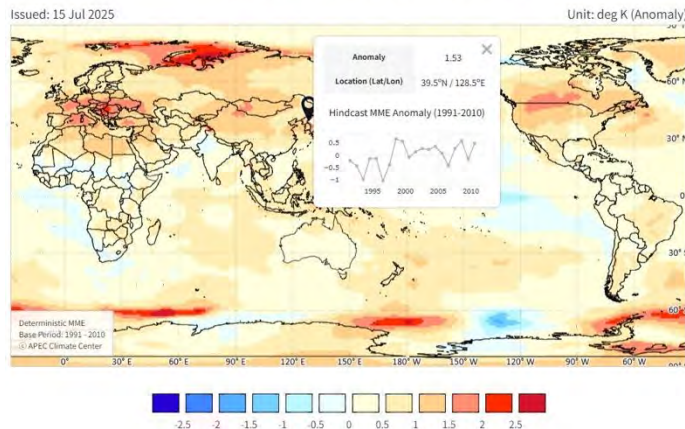 Issued: 15 Jul 2025
Unit: deg K (Anomaly)
Anomaly 1.53
Location (Lat/Lon) 39.5°N / 128.5°E
Hindcast MME Anomaly (1991-2010)
0.5
0
-0.5
-1
1995 2000 2005 2010
60°N
30°N
0°
30°S
60°S
Deterministic MME
Base Period: 1991 - 2010
ⓒ APEC Climate Center
0° 30°E 60°E 90°E 120°E 150°E 180°W 150°W 120°W 90°W 60°W 90°S
-2.5 -2 -1.5 -1 -0.5 0 0.5 1 1.5 2 2.5